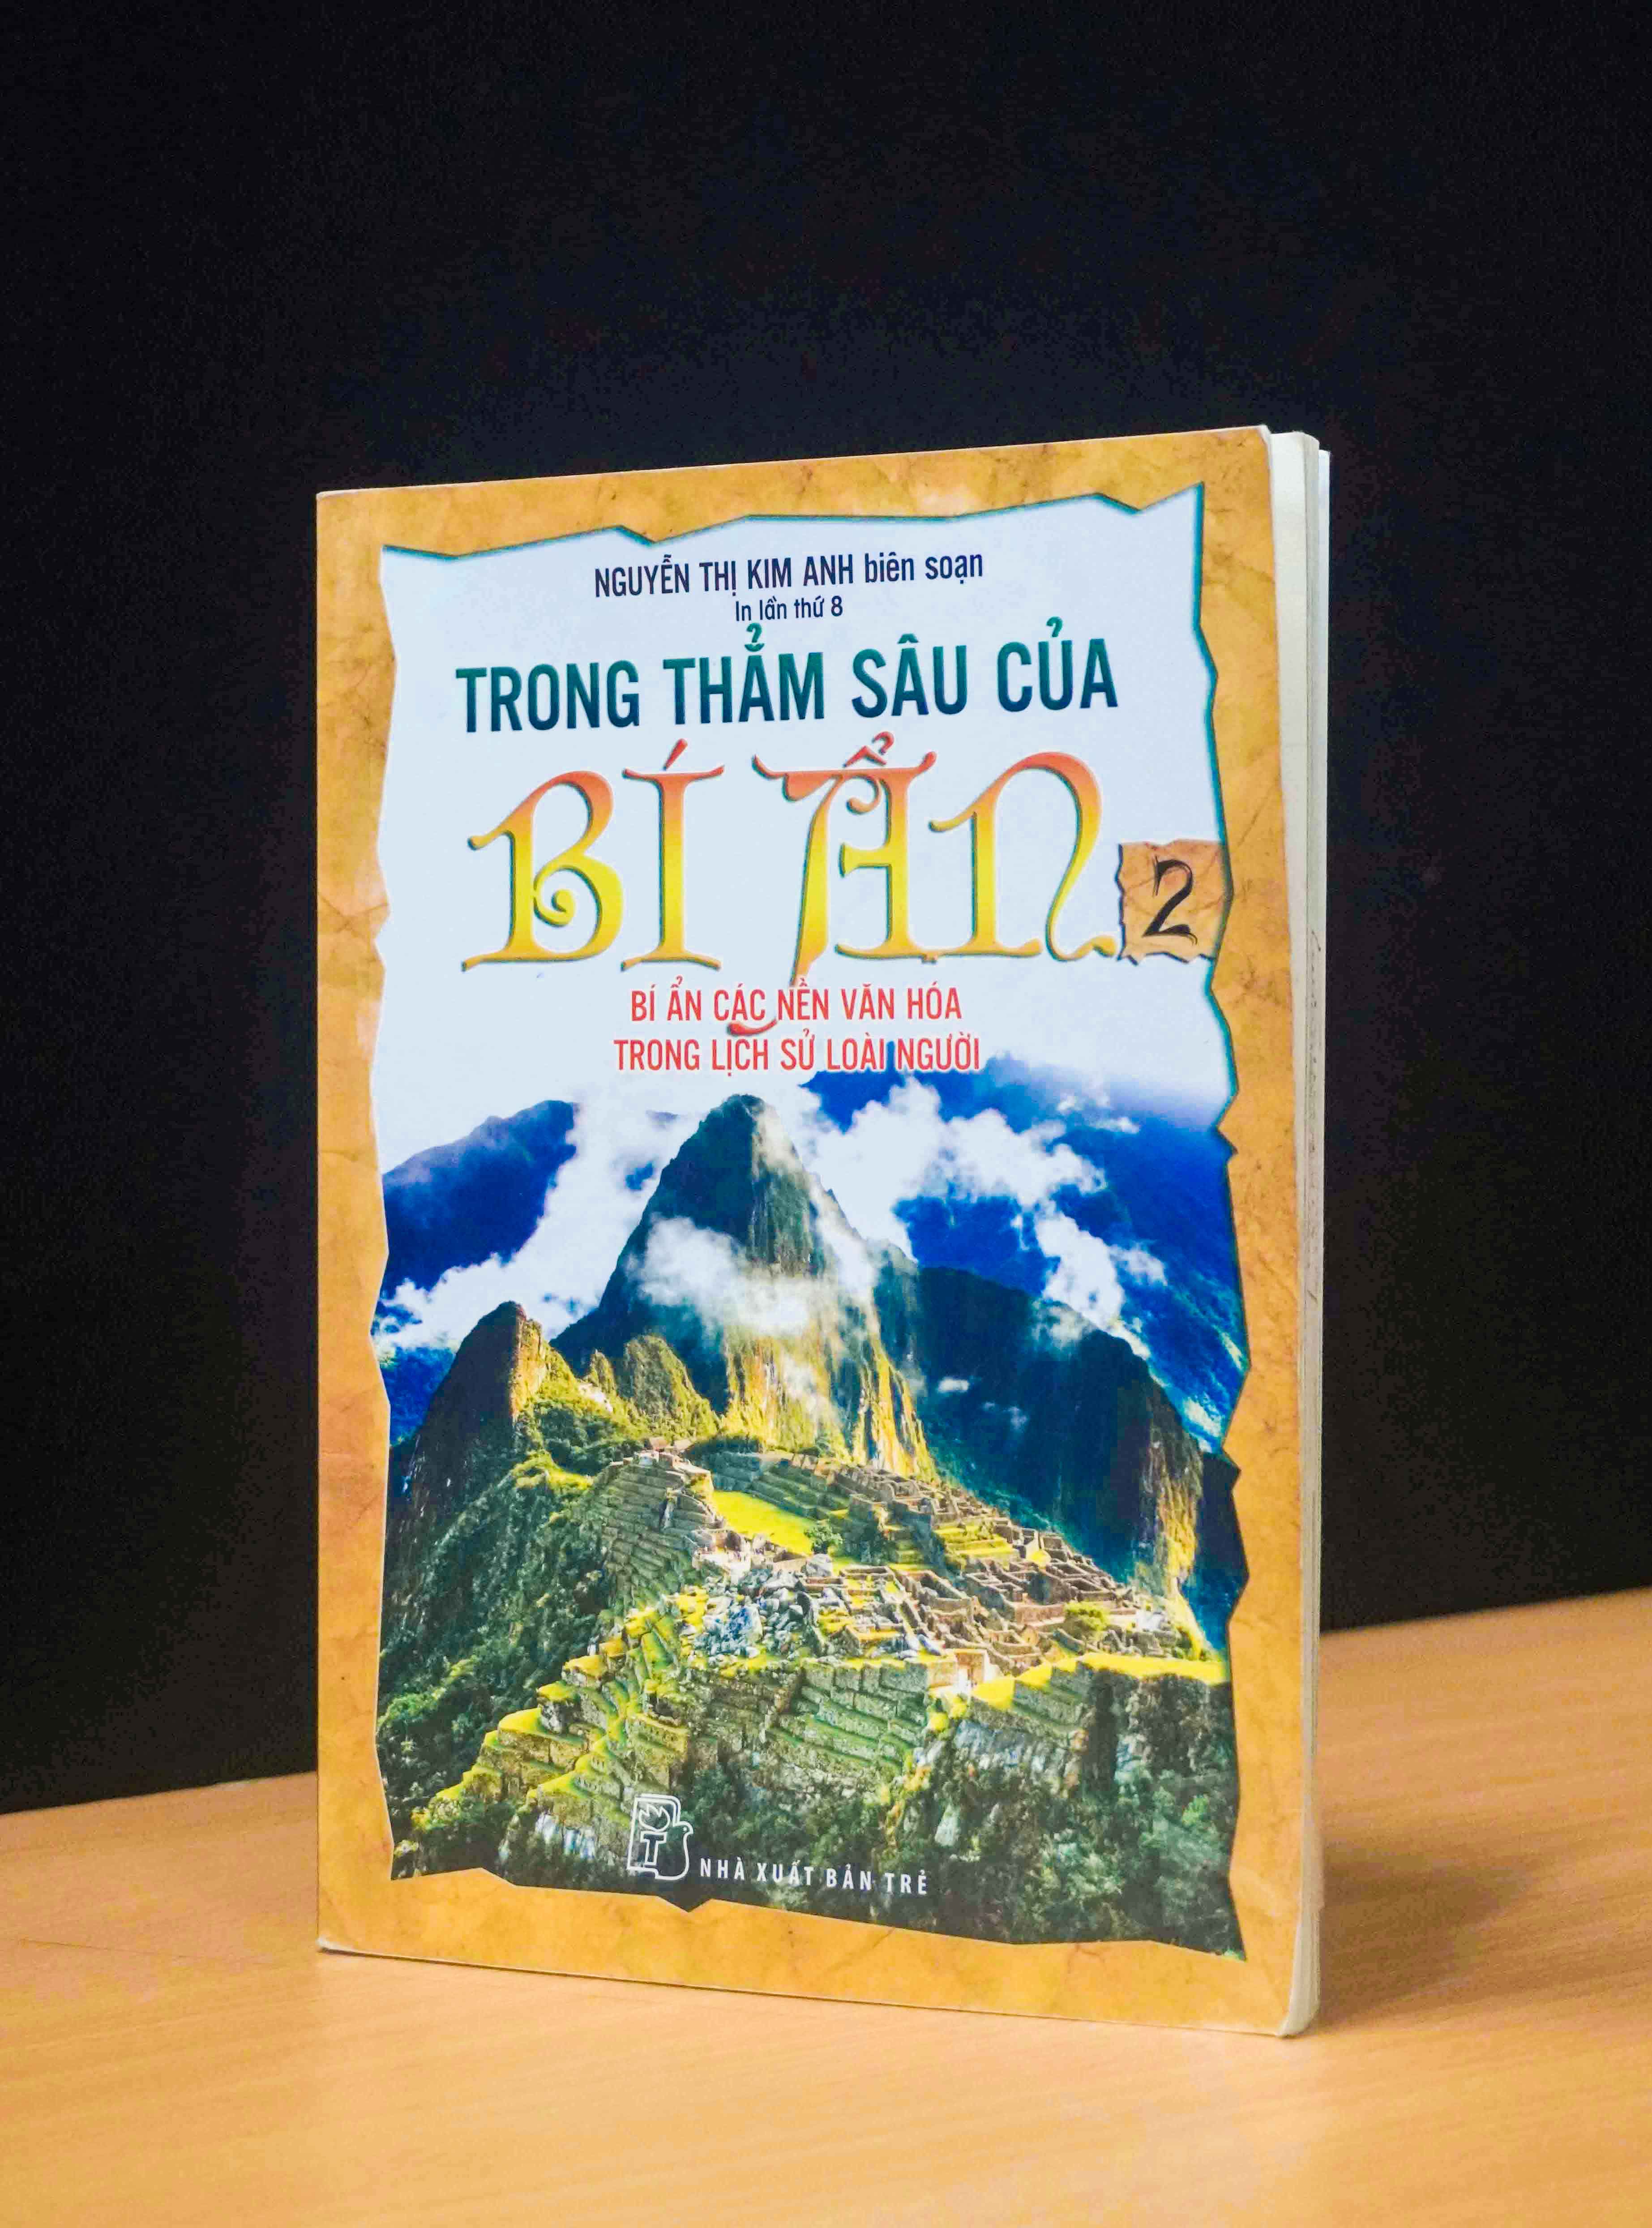 NGUYỄN THỊ KIM ANH biên soạn
In lần thứ 8
TRONG THẲM SÂU CỦA
BÍ ẨN
2
BÍ ẨN CÁC NỀN VĂN HÓA
TRONG LỊCH SỬ LOÀI NGƯỜI
T
NHÀ XUẤT BẢN TRẺ